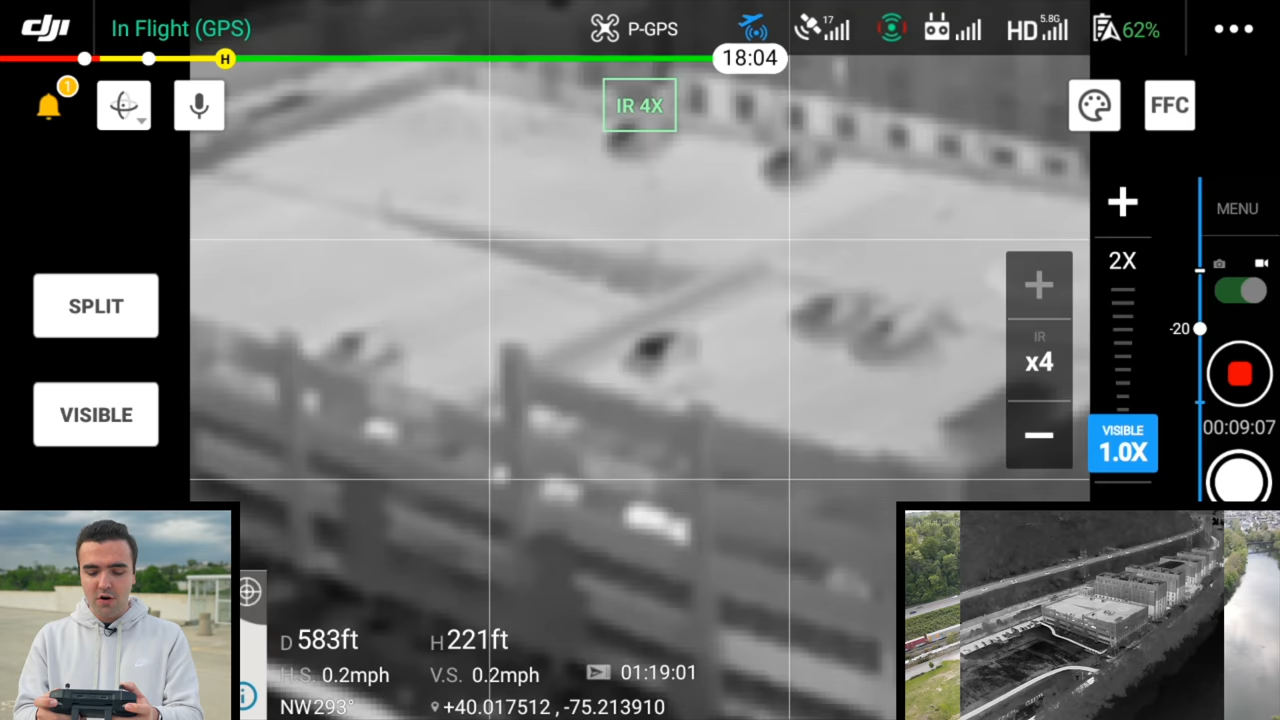 dji
In Flight (GPS)
P-GPS
17
HD 5.8G
62%
H
18:04
1
IR 4X
FFC
MENU
2X
SPLIT
VISIBLE
IR
x4
-20
VISIBLE
1.0X
00:09:07
D 583ft
H 221ft
H.S. 0.2mph
V.S. 0.2mph
01:19:01
NW293°
+40.017512 , -75.213910